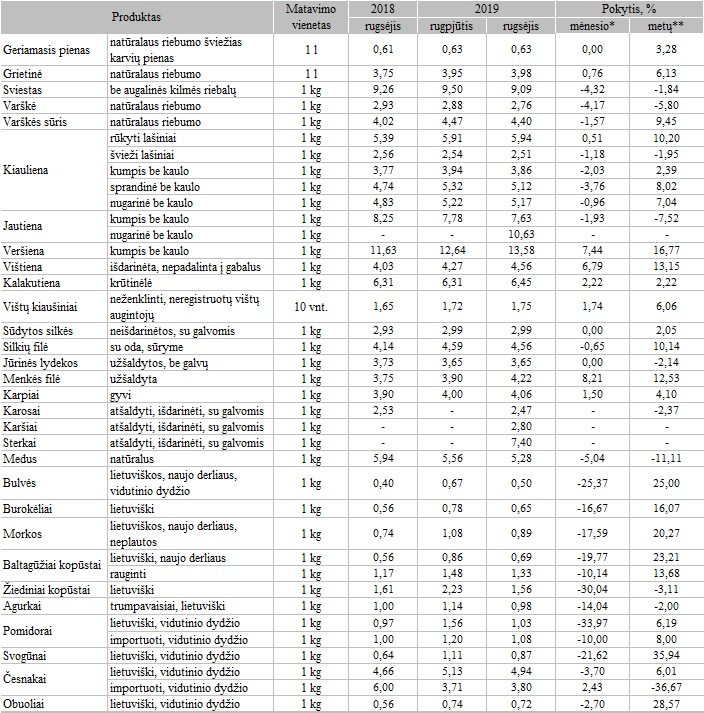 Produktas Matavimo vienetas 2018 2019 Pokytis, %
rugsėjis rugpjūtis rugsėjis mėnesio* metų**
Geriamasis pienas natūralaus riebumo šviežias karvių pienas 1 l 0,61 0,63 0,63 0,00 3,28
Grietinė natūralaus riebumo 1 l 3,75 3,95 3,98 0,76 6,13
Sviestas be augalinės kilmės riebalų 1 kg 9,26 9,50 9,09 -4,32 -1,84
Varškė natūralaus riebumo 1 kg 2,93 2,88 2,76 -4,17 -5,80
Varškės sūris natūralaus riebumo 1 kg 4,02 4,47 4,40 -1,57 9,45
Kiauliena rūkyti lašiniai 1 kg 5,39 5,91 5,94 0,51 10,20
švieži lašiniai 1 kg 2,56 2,54 2,51 -1,18 -1,95
kumpis be kaulo 1 kg 3,77 3,94 3,86 -2,03 2,39
sprandinė be kaulo 1 kg 4,74 5,32 5,12 -3,76 8,02
nugarinė be kaulo 1 kg 4,83 5,22 5,17 -0,96 7,04
Jautiena kumpis be kaulo 1 kg 8,25 7,78 7,63 -1,93 -7,52
nugarinė be kaulo 1 kg - - 10,63 - -
Veršiena kumpis be kaulo 1 kg 11,63 12,64 13,58 7,44 16,77
Vištiena išdarinėta, nepadalinta į gabalus 1 kg 4,03 4,27 4,56 6,79 13,15
Kalakutiena krūtinėlė 1 kg 6,31 6,31 6,45 2,22 2,22
Vištų kiaušiniai neženklinti, neregistruotų vištų augintojų 10 vnt. 1,65 1,72 1,75 1,74 6,06
Sūdytos silkės neišdarinėtos, su galvomis 1 kg 2,93 2,99 2,99 0,00 2,05
Silkių filė su oda, sūryme 1 kg 4,14 4,59 4,56 -0,65 10,14
Jūrinės lydekos užšaldytos, be galvų 1 kg 3,73 3,65 3,65 0,00 -2,14
Menkės filė užšaldyta 1 kg 3,75 3,90 4,22 8,21 12,53
Karpiai gyvi 1 kg 3,90 4,00 4,06 1,50 4,10
Karosai atšaldyti, išdarinėti, su galvomis 1 kg 2,53 - 2,47 - -2,37
Karšiai atšaldyti, išdarinėti, su galvomis 1 kg - - 2,80 - -
Sterkai atšaldyti, išdarinėti, su galvomis 1 kg - - 7,40 - -
Medus natūralus 1 kg 5,94 5,56 5,28 -5,04 -11,11
Bulvės lietuviškos, naujo derliaus, vidutinio dydžio 1 kg 0,40 0,67 0,50 -25,37 25,00
Burokėliai lietuviški 1 kg 0,56 0,78 0,65 -16,67 16,07
Morkos lietuviškos, naujo derliaus, neplautos 1 kg 0,74 1,08 0,89 -17,59 20,27
Baltagūžiai kopūstai lietuviški, naujo derliaus 1 kg 0,56 0,86 0,69 -19,77 23,21
rauginti 1 kg 1,17 1,48 1,33 -10,14 13,68
Žiediniai kopūstai lietuviški 1 kg 1,61 2,23 1,56 -30,04 -3,11
Agurkai trumpavaisiai, lietuviški 1 kg 1,00 1,14 0,98 -14,04 -2,00
Pomidorai lietuviški, vidutinio dydžio 1 kg 0,97 1,56 1,03 -33,97 6,19
importuoti, vidutinio dydžio 1 kg 1,00 1,20 1,08 -10,00 8,00
Svogūnai lietuviški, vidutinio dydžio 1 kg 0,64 1,11 0,87 -21,62 35,94
Česnakai lietuviški, vidutinio dydžio 1 kg 4,66 5,13 4,94 -3,70 6,01
importuoti, vidutinio dydžio 1 kg 6,00 3,71 3,80 2,43 -36,67
Obuoliai lietuviški, vidutinio dydžio 1 kg 0,56 0,74 0,72 -2,70 28,57